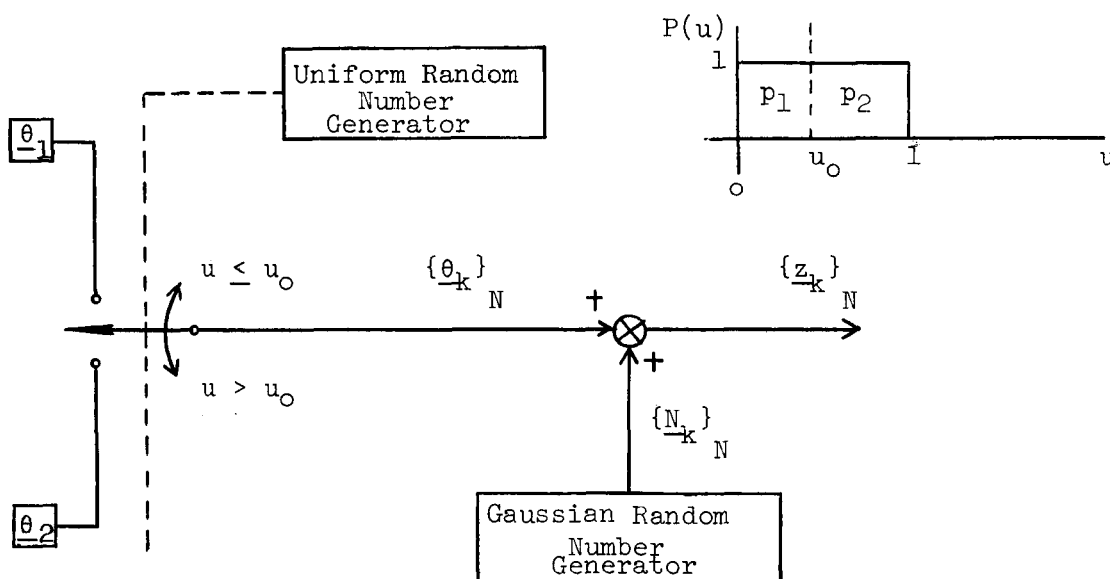 P(u)
1
p1
p2
0
u0
1
u
Uniform Random
Number
Generator
θ1
u ≤ u0
{θk}N
{zk}N
+
+
u > u0
{Nk}N
θ2
Gaussian Random
Number
Generator